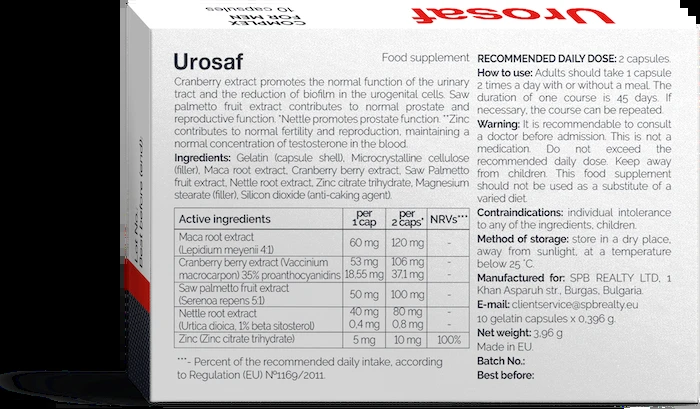 COMPLEX
FOR MEN
10 capsules
Urosaf
Lot No.:
Best before (end):
Urosaf
Food supplement
Cranberry extract promotes the normal function of the urinary
tract and the reduction of biofilm in the urogenital cells. Saw
palmetto fruit extract contributes to normal prostate and
reproductive function. *Nettle promotes prostate function. **Zinc
contributes to normal fertility and reproduction, maintaining a
normal concentration of testosterone in the blood.
Ingredients: Gelatin (capsule shell), Microcrystalline cellulose
(filler), Maca root extract, Cranberry berry extract, Saw Palmetto
fruit extract, Nettle root extract, Zinc citrate trihydrate, Magnesium
stearate (filler), Silicon dioxide (anti-caking agent).
Active ingredients per 1 cap per 2 caps* NRVs***
Maca root extract
(Lepidium meyenii 4:1) 60 mg 120 mg -
Cranberry berry extract (Vaccinium 53 mg 106 mg -
macrocarpon) 35% proanthocyanidins 18,55 mg 37,1 mg -
Saw palmetto fruit extract
(Serenoa repens 5:1) 50 mg 100 mg -
Nettle root extract 40 mg 80 mg -
(Urtica dioica, 1% beta sitosterol) 0,4 mg 0,8 mg -
Zinc (Zinc citrate trihydrate) 5 mg 10 mg 100%
***- Percent of the recommended daily intake, according
to Regulation (EU) Nº1169/2011.
RECOMMENDED DAILY DOSE: 2 capsules.
How to use: Adults should take 1 capsule
2 times a day with or without a meal. The
duration of one course is 45 days. If
necessary, the course can be repeated.
Warning: It is recommended to consult
a doctor before admission. This is not a
medication. Do not exceed the
recommended daily dose. Keep away
from children. This food supplement
should not be used as a substitute of a
varied diet.
Contraindications: individual intolerance
to any of the ingredients, children.
Method of storage: store in a dry place,
away from sunlight, at a temperature
below 25 °C.
Manufactured for: SPB REALTY LTD, 1
Khan Asparuh str., Burgas, Bulgaria.
E-mail: clientservice@spbrealty.eu
10 gelatin capsules x 0,396 g.
Net weight: 3,96 g
Made in EU.
Batch No.:
Best before: